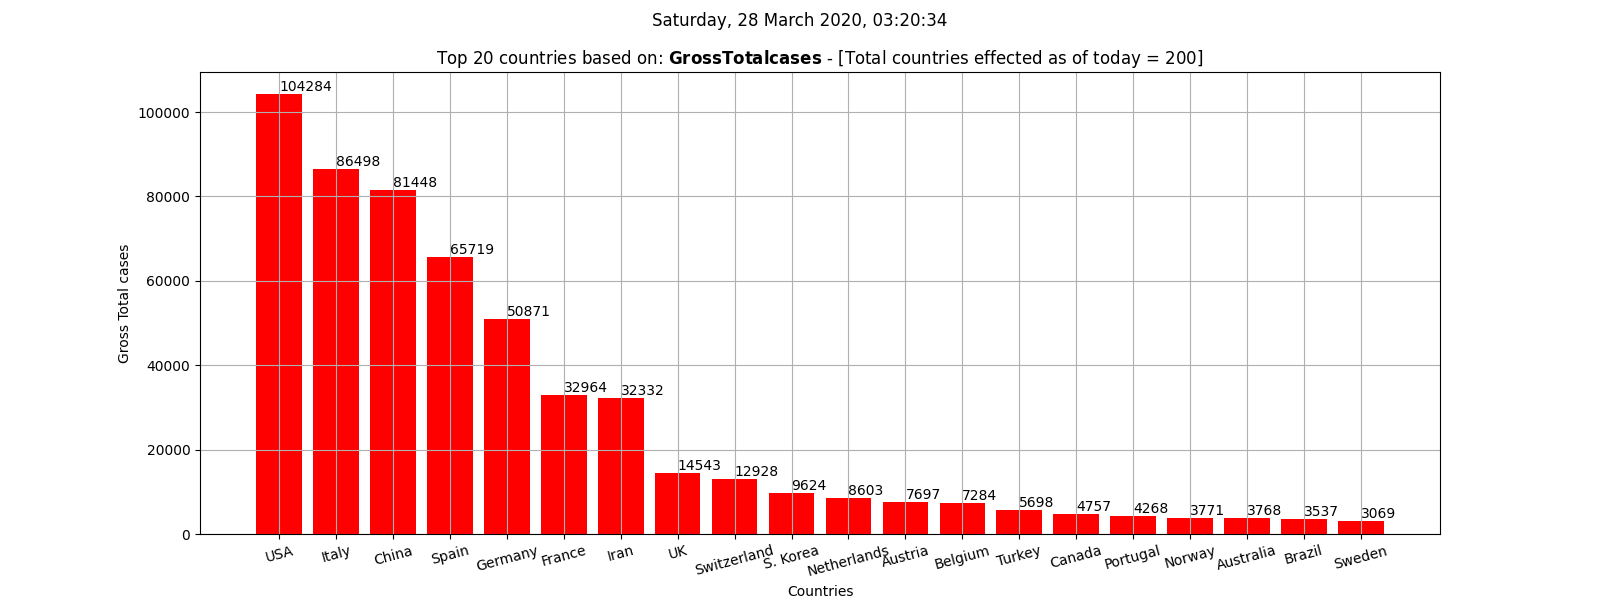 Saturday, 28 March 2020, 03:20:34
Top 20 countries based on: GrossTotalcases - [Total countries effected as of today = 200]
Gross Total cases
100000
80000
60000
40000
20000
0
104284
86498
81448
65719
50871
32964
32332
14543
12928
9624
8603
7697
7284
5698
4757
4268
3771
3768
3537
3069
USA
Italy
China
Spain
Germany
France
Iran
UK
Switzerland
S. Korea
Netherlands
Austria
Belgium
Turkey
Canada
Portugal
Norway
Australia
Brazil
Sweden
Countries